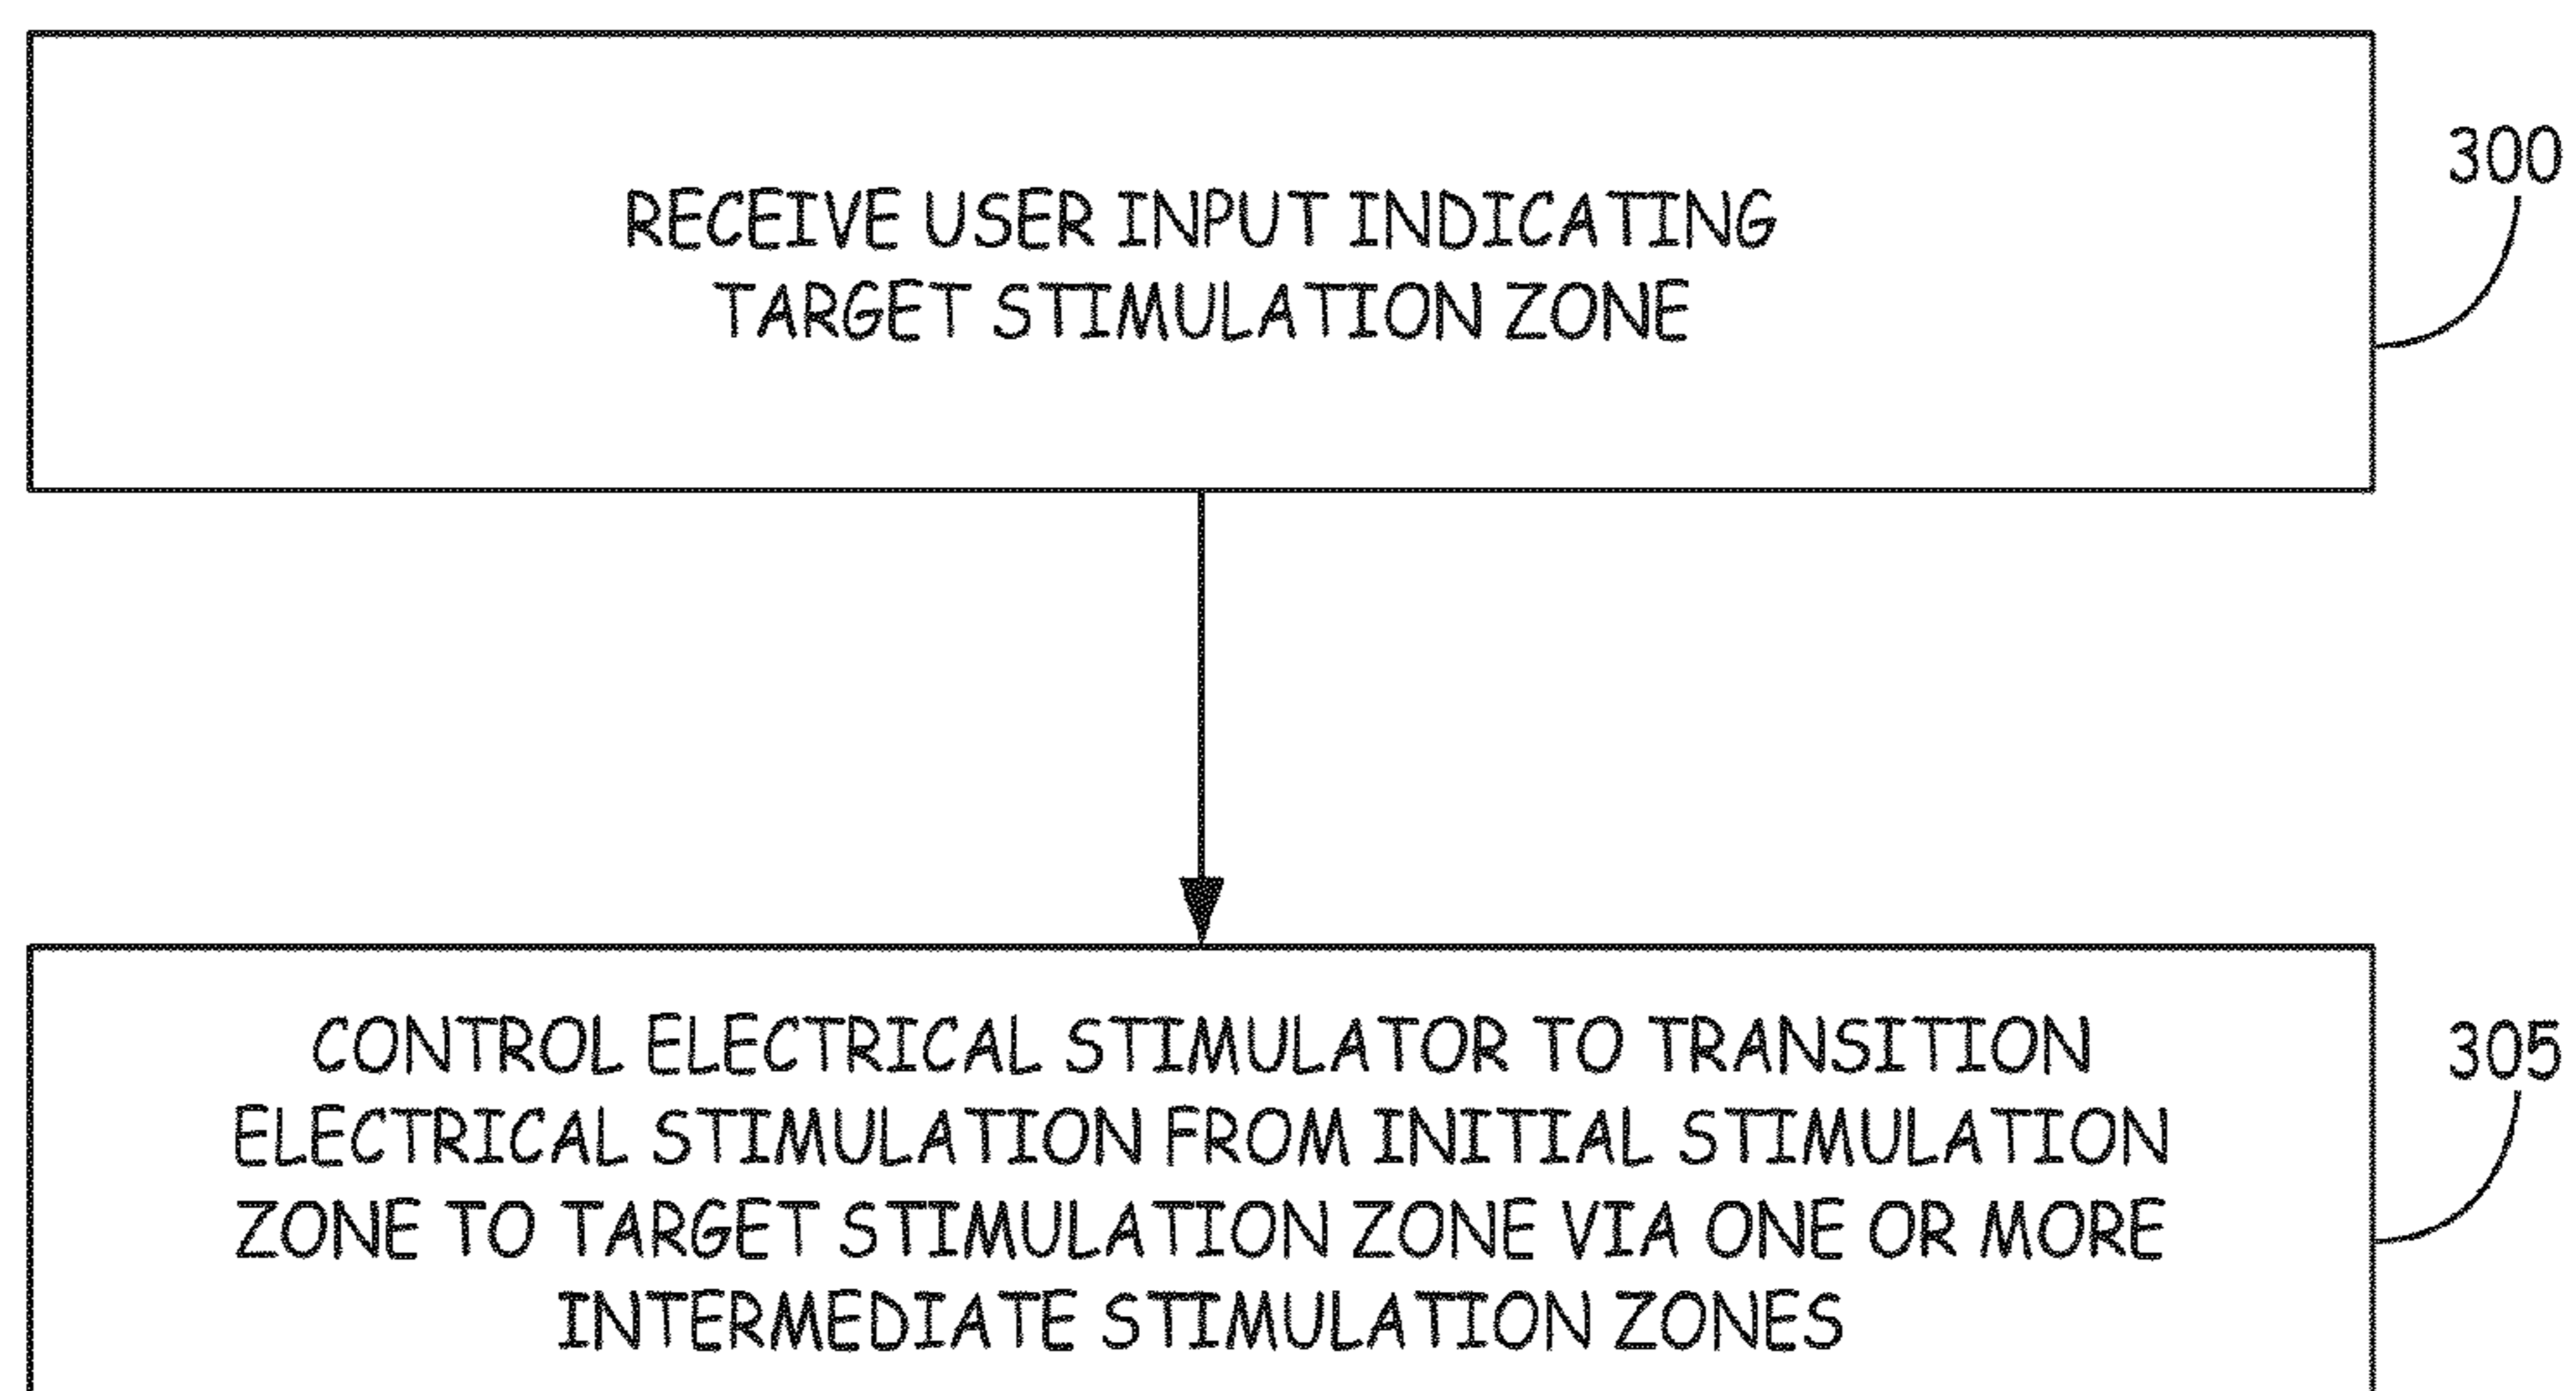 RECEIVE USER INPUT INDICATING
TARGET STIMULATION ZONE
300
CONTROL ELECTRICAL STIMULATOR TO TRANSITION
ELECTRICAL STIMULATION FROM INITIAL STIMULATION
ZONE TO TARGET STIMULATION ZONE VIA ONE OR MORE
INTERMEDIATE STIMULATION ZONES
305